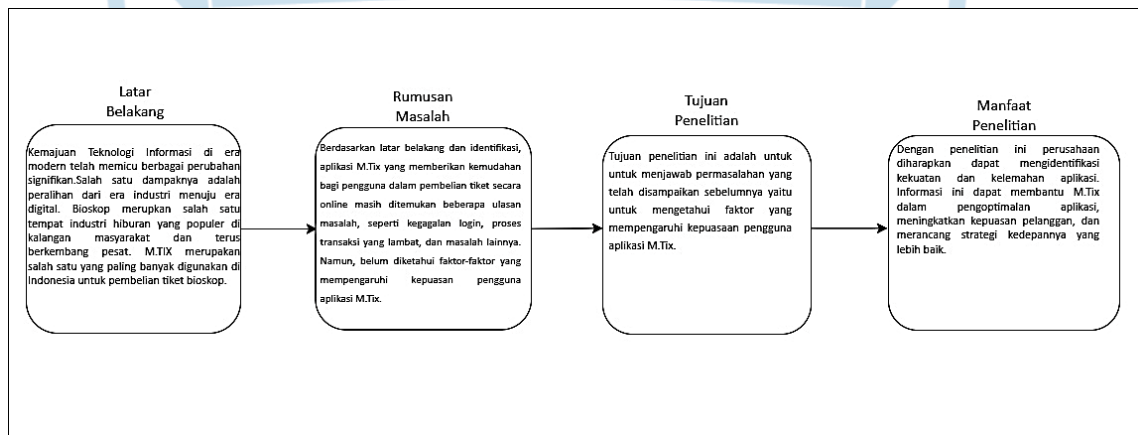 Latar
Belakang
Kemajuan Teknologi Informasi di era
modern telah memicu berbagai perubahan
signifikan.Salah satu dampaknya adalah
peralihan dari era industri menuju era
digital. Bioskop merupkan salah satu
tempat industri hiburan yang populer di
kalangan masyarakat dan terus
berkembang pesat. M.TIX merupakan
salah satu yang paling banyak digunakan di
Indonesia untuk pembelian tiket bioskop.
Rumusan
Masalah
Berdasarkan latar belakang dan identifikasi,
aplikasi M.Tix yang memberikan kemudahan
bagi pengguna dalam pembelian tiket secara
online masih ditemukan beberapa ulasan
masalah, seperti kegagalan login, proses
transaksi yang lambat, dan masalah lainnya.
Namun, belum diketahui faktor-faktor yang
mempengaruhi kepuasan pengguna
aplikasi M.Tix.
Tujuan
Penelitian
Tujuan penelitian ini adalah untuk
untuk menjawab permasalahan yang
telah disampaikan sebelumnya yaitu
untuk mengetahui faktor yang
mempengaruhi kepuasaan pengguna
aplikasi M.Tix.
Manfaat
Penelitian
Dengan penelitian ini perusahaan
diharapkan dapat mengidentifikasi
kekuatan dan kelemahan aplikasi.
Informasi ini dapat membantu M.Tix
dalam pengoptimalan aplikasi,
meningkatkan kepuasan pelanggan, dan
merancang strategi kedepannya yang
lebih baik.